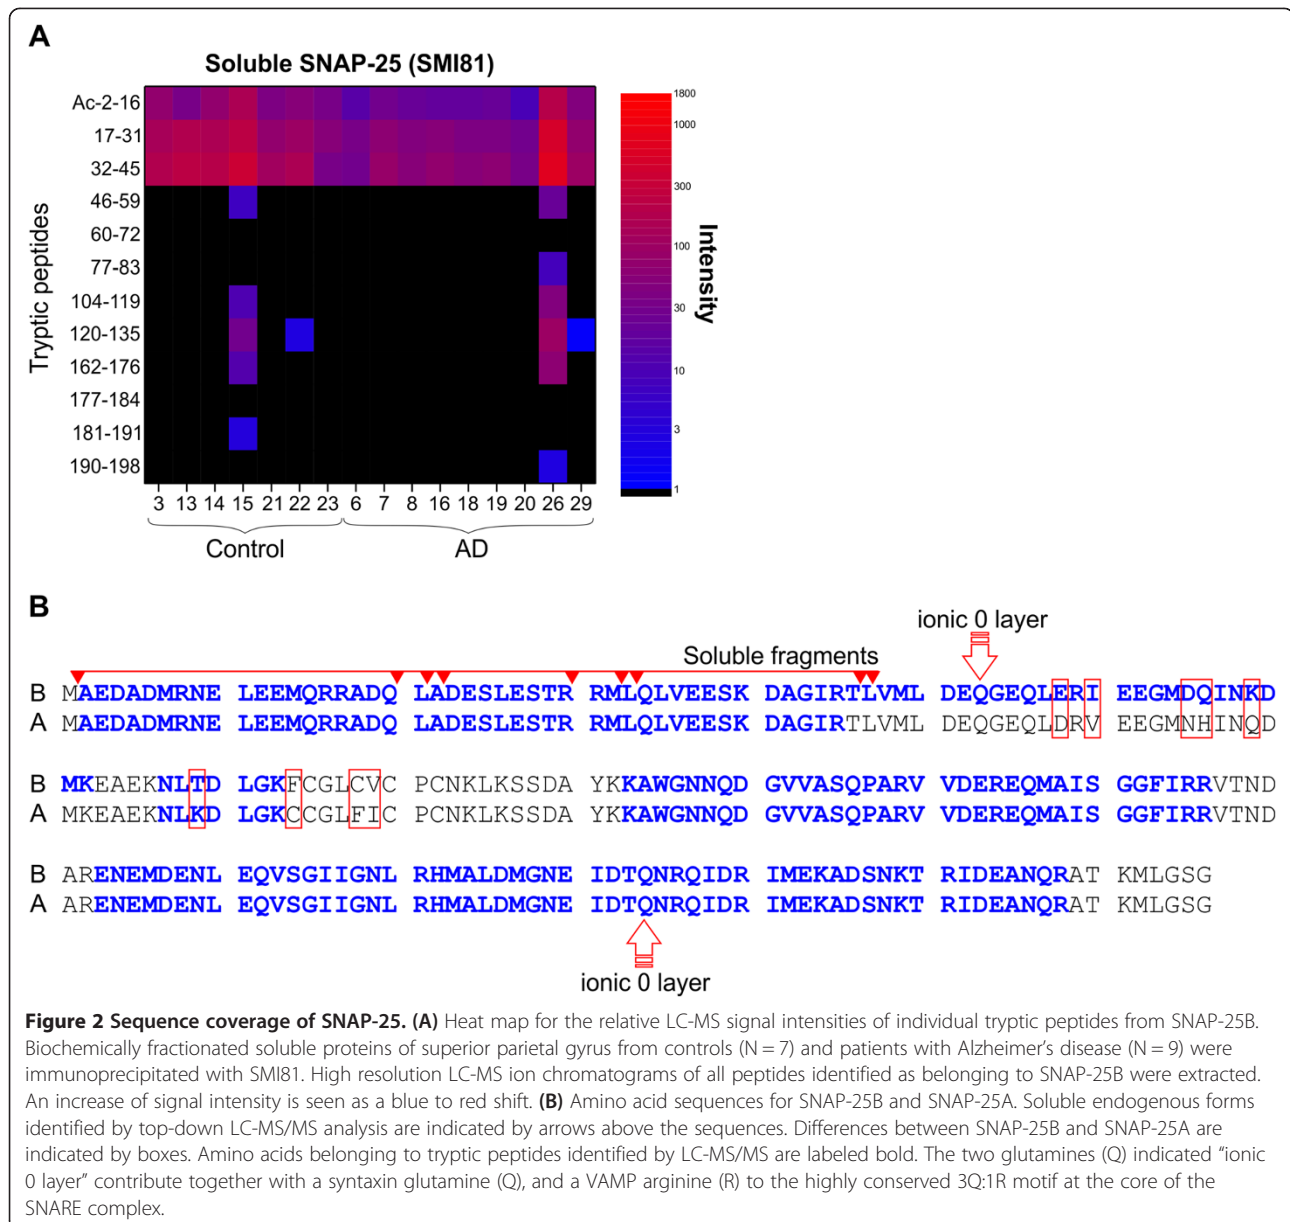 A
Soluble SNAP-25 (SMI81)
Tryptic peptides
Ac-2-16
17-31
32-45
46-59
60-72
77-83
104-119
120-135
162-176
177-184
181-191
190-198
3 13 14 15 21 22 23 6 7 8 16 18 19 20 26 29
Control AD
1800
1000
300
100
30
10
3
1
Intensity
B
ionic 0 layer
Soluble fragments
B MAEDADMRNE LEEMQRRADQ LADESLESTR RMLQLVEESK DAGIRTLVML DEQGEQLERI EEGMDQINKD
A MAEDADMRNE LEEMQRRADQ LADESLESTR RMLQLVEESK DAGIRTLVML DEQGEQLDRV EEGMNHINQD
B MKEAEKNLTD LGKFCGLCVC PCNKLKSSDA YKKAWGNNQD GVVASQPARV VDEREQMAIS GGFIRRVTND
A MKEAEKNLKD LGKCCGLFIC PCNKLKSSDA YKKAWGNNQD GVVASQPARV VDEREQMAIS GGFIRRVTND
B ARENEMDENL EQVSGIIGNL RHMALDMGNE IDTQNRQIDR IMEKADSNKT RIDEANQRAT KMLGSG
A ARENEMDENL EQVSGIIGNL RHMALDMGNE IDTQNRQIDR IMEKADSNKT RIDEANQRAT KMLGSG
ionic 0 layer
Figure 2 Sequence coverage of SNAP-25. (A) Heat map for the relative LC-MS signal intensities of individual tryptic peptides from SNAP-25B.
Biochemically fractionated soluble proteins of superior parietal gyrus from controls (N = 7) and patients with Alzheimer's disease (N = 9) were
immunoprecipitated with SMI81. High resolution LC-MS ion chromatograms of all peptides identified as belonging to SNAP-25B were extracted.
An increase of signal intensity is seen as a blue to red shift. (B) Amino acid sequences for SNAP-25B and SNAP-25A. Soluble endogenous forms
identified by top-down LC-MS/MS analysis are indicated by arrows above the sequences. Differences between SNAP-25B and SNAP-25A are
indicated by boxes. Amino acids belonging to tryptic peptides identified by LC-MS/MS are labeled bold. The two glutamines (Q) indicated "ionic
0 layer" contribute together with a syntaxin glutamine (Q), and a VAMP arginine (R) to the highly conserved 3Q:1R motif at the core of the
SNARE complex.